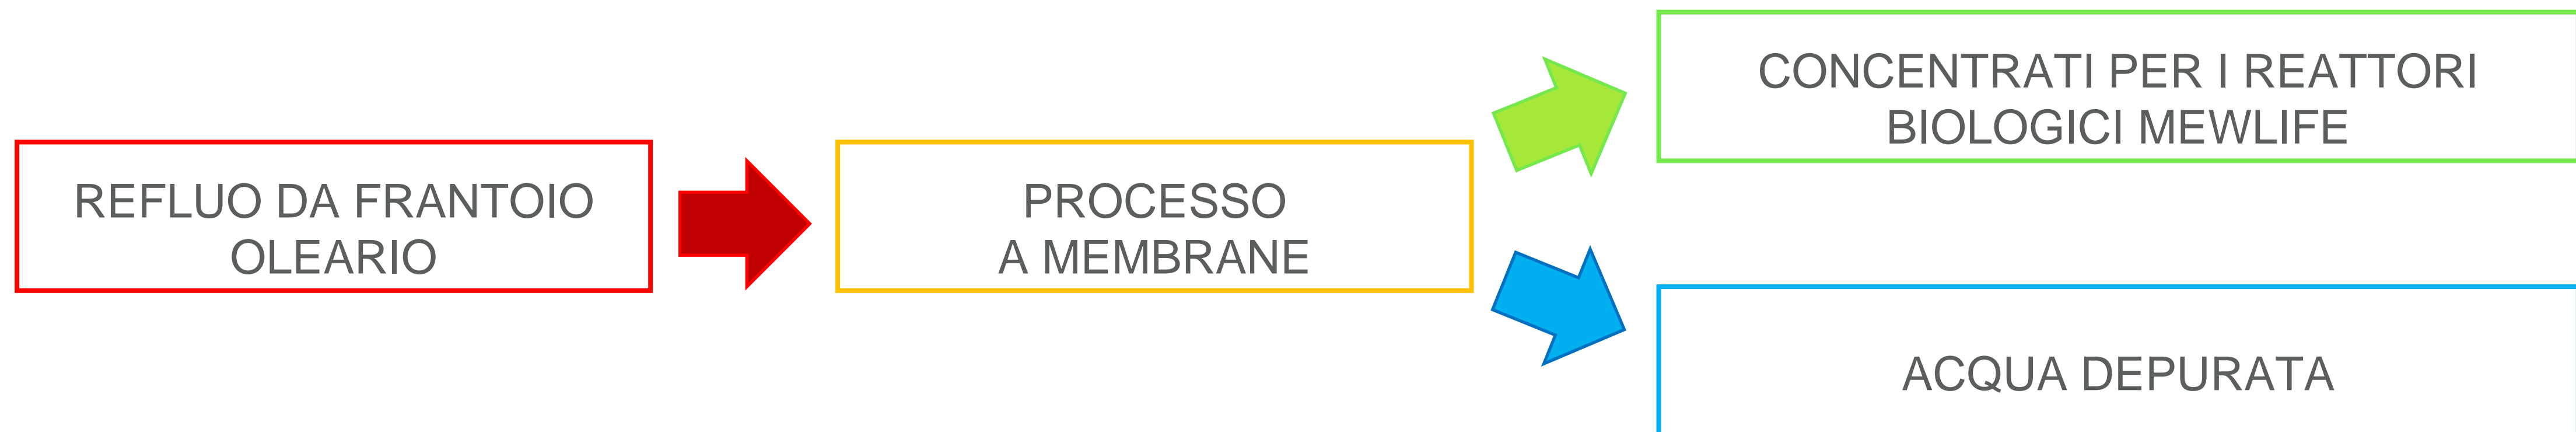 REFLUO DA FRANTOIO
OLEARIO
PROCESSO
A MEMBRANE
CONCENTRATI PER I REATTORI
BIOLOGICI MEWLIFE
ACQUA DEPURATA